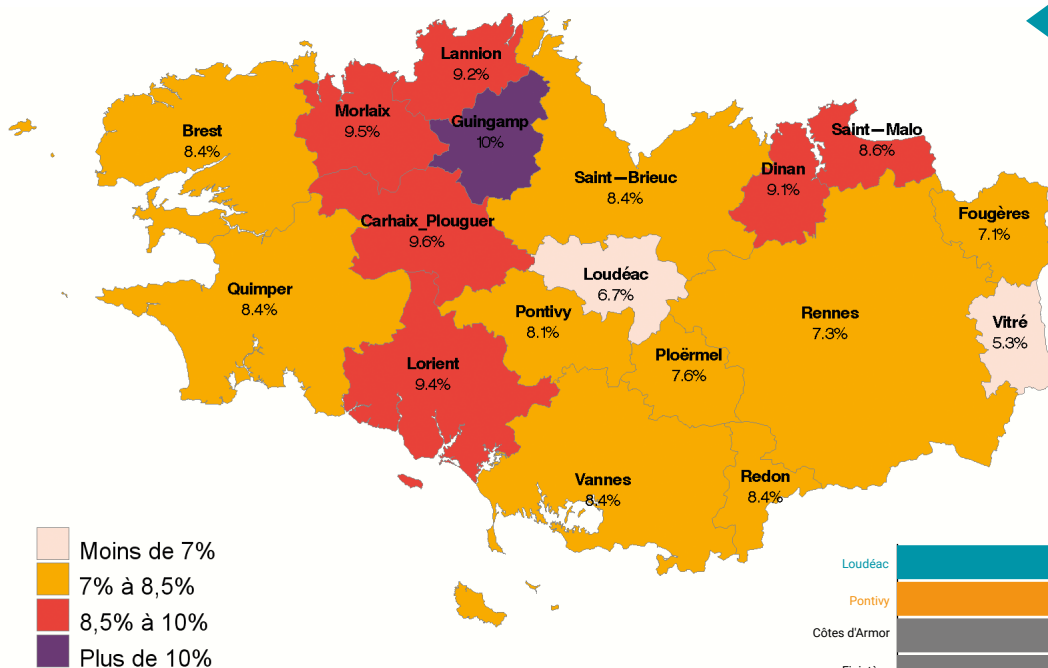 Lannion
9.2%
Morlaix
9.5%
Guingamp
10%
Brest
8.4%
Saint–Malo
8.6%
Dinan
9.1%
Saint–Brieuc
8.4%
Carhaix_Plouguer
9.6%
Fougères
7.1%
Loudéac
6.7%
Quimper
8.4%
Pontivy
8.1%
Rennes
7.3%
Vitré
5.3%
Ploërmel
7.6%
Lorient
9.4%
Vannes
8.4%
Redon
8.4%
Moins de 7%
7% à 8,5%
8,5% à 10%
Plus de 10%
Loudéac
Pontivy
Côtes d'Armor